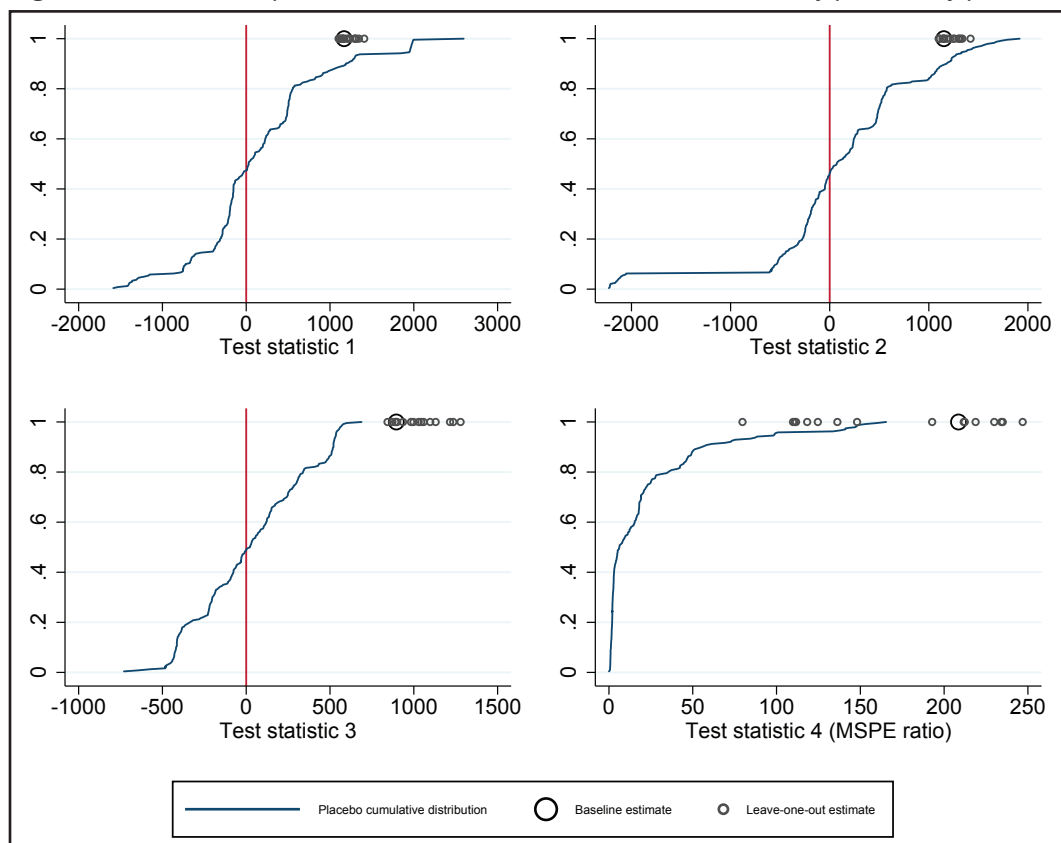 1
.8
.6
.4
.2
0
-2000 -1000 0 1000 2000 3000
Test statistic 1
1
.8
.6
.4
.2
0
-2000 -1000 0 1000 2000
Test statistic 2
1
.8
.6
.4
.2
0
-1000 -500 0 500 1000 1500
Test statistic 3
1
.8
.6
.4
.2
0
0 50 100 150 200 250
Test statistic 4 (MSPE ratio)
Placebo cumulative distribution Baseline estimate Leave-one-out estimate